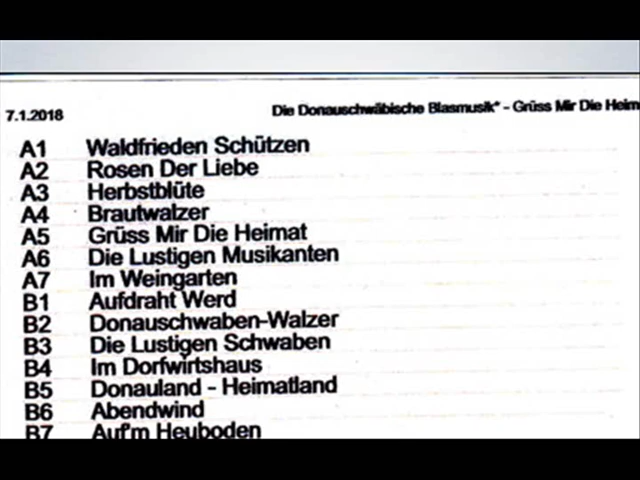 7.1.2018 Die Donauschwäbische Blasmusik* - Grüss Mir Die Heim
A1 Waldfrieden Schützen
A2 Rosen Der Liebe
A3 Herbstblüte
A4 Brautwalzer
A5 Grüss Mir Die Heimat
A6 Die Lustigen Musikanten
A7 Im Weingarten
B1 Aufdraht Werd
B2 Donauschwaben-Walzer
B3 Die Lustigen Schwaben
B4 Im Dorfwirtshaus
B5 Donauland - Heimatland
B6 Abendwind
B7 Auf'm Heuboden